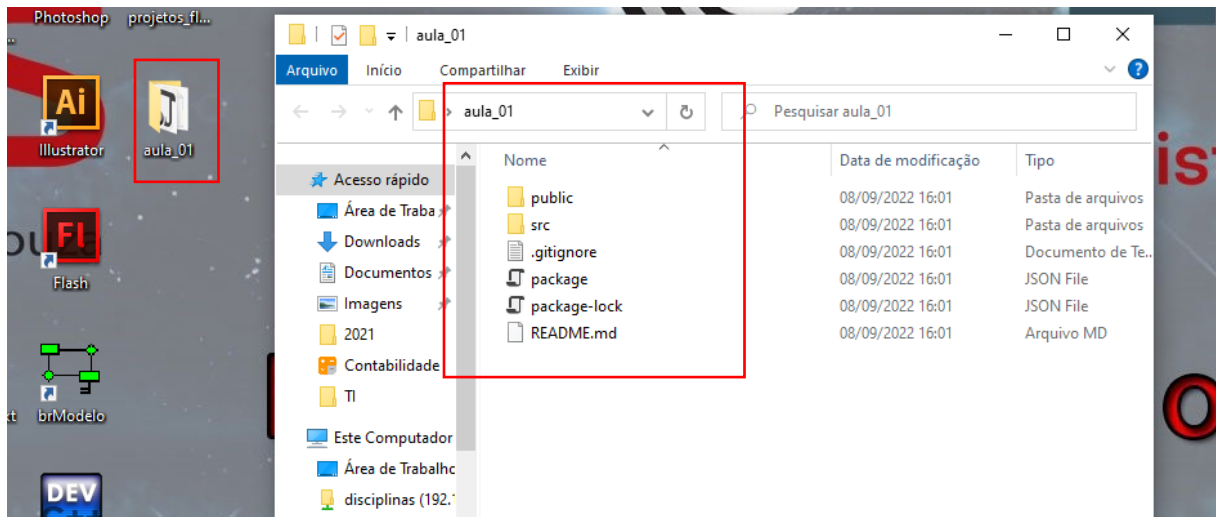 Photoshop projetos_fl...
...
Illustrator
aula_01
Ai
Fl
Flash
brModelo
DEV
aula_01
Arquivo Início Compartilhar Exibir
aula_01
Pesquisar aula_01
Nome Data de modificação Tipo
Acesso rápido
Área de Traba
Downloads
Documentos
Imagens
2021
Contabilidade
TI
Este Computador
Área de Trabalho
disciplinas (192.1
public 08/09/2022 16:01 Pasta de arquivos
src 08/09/2022 16:01 Pasta de arquivos
.gitignore 08/09/2022 16:01 Documento de Te...
package 08/09/2022 16:01 JSON File
package-lock 08/09/2022 16:01 JSON File
README.md 08/09/2022 16:01 Arquivo MD
ouza
is